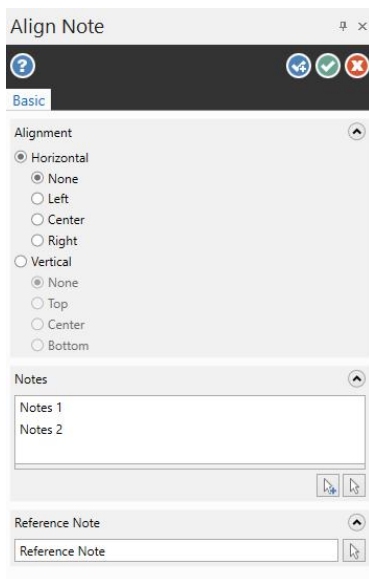 Align Note
Basic
Alignment
Horizontal
None
Left
Center
Right
Vertical
None
Top
Center
Bottom
Notes
Notes 1
Notes 2
Reference Note
Reference Note